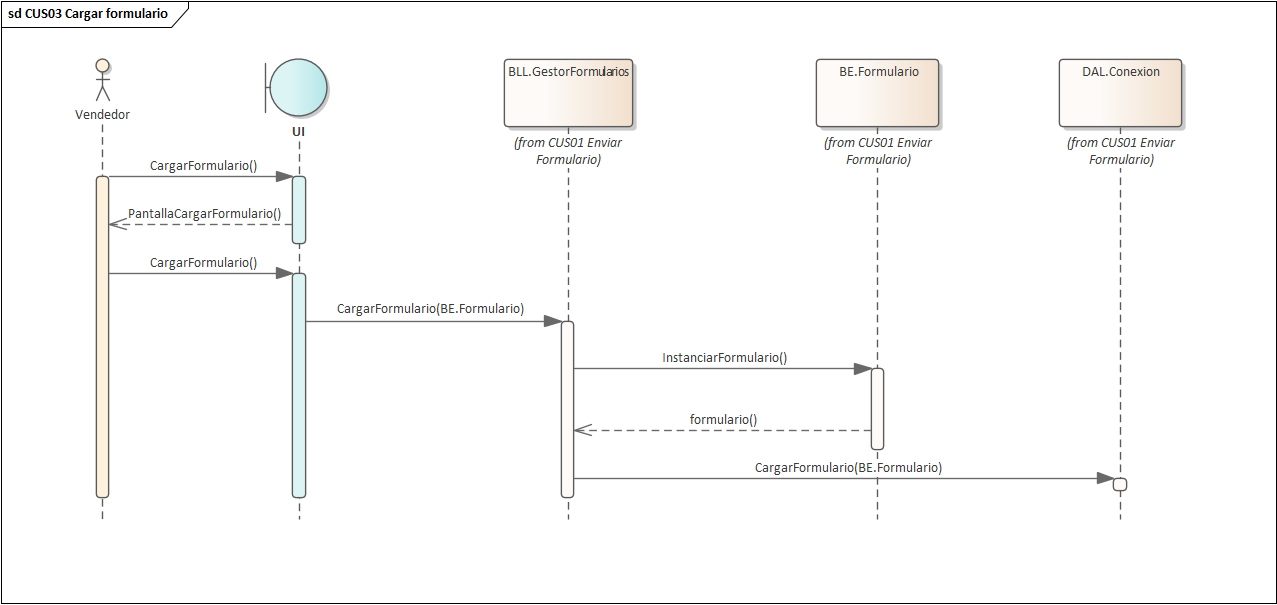 sd CUS03 Cargar formulario
Vendedor
UI
BLL.GestorFormularios
(from CUS01 Enviar
Formulario)
BE.Formulario
(from CUS01 Enviar
Formulario)
DAL.Conexion
(from CUS01 Enviar
Formulario)
CargarFormulario()
PantallaCargarFormulario()
CargarFormulario()
CargarFormulario(BE.Formulario)
InstanciarFormulario()
formulario()
CargarFormulario(BE.Formulario)